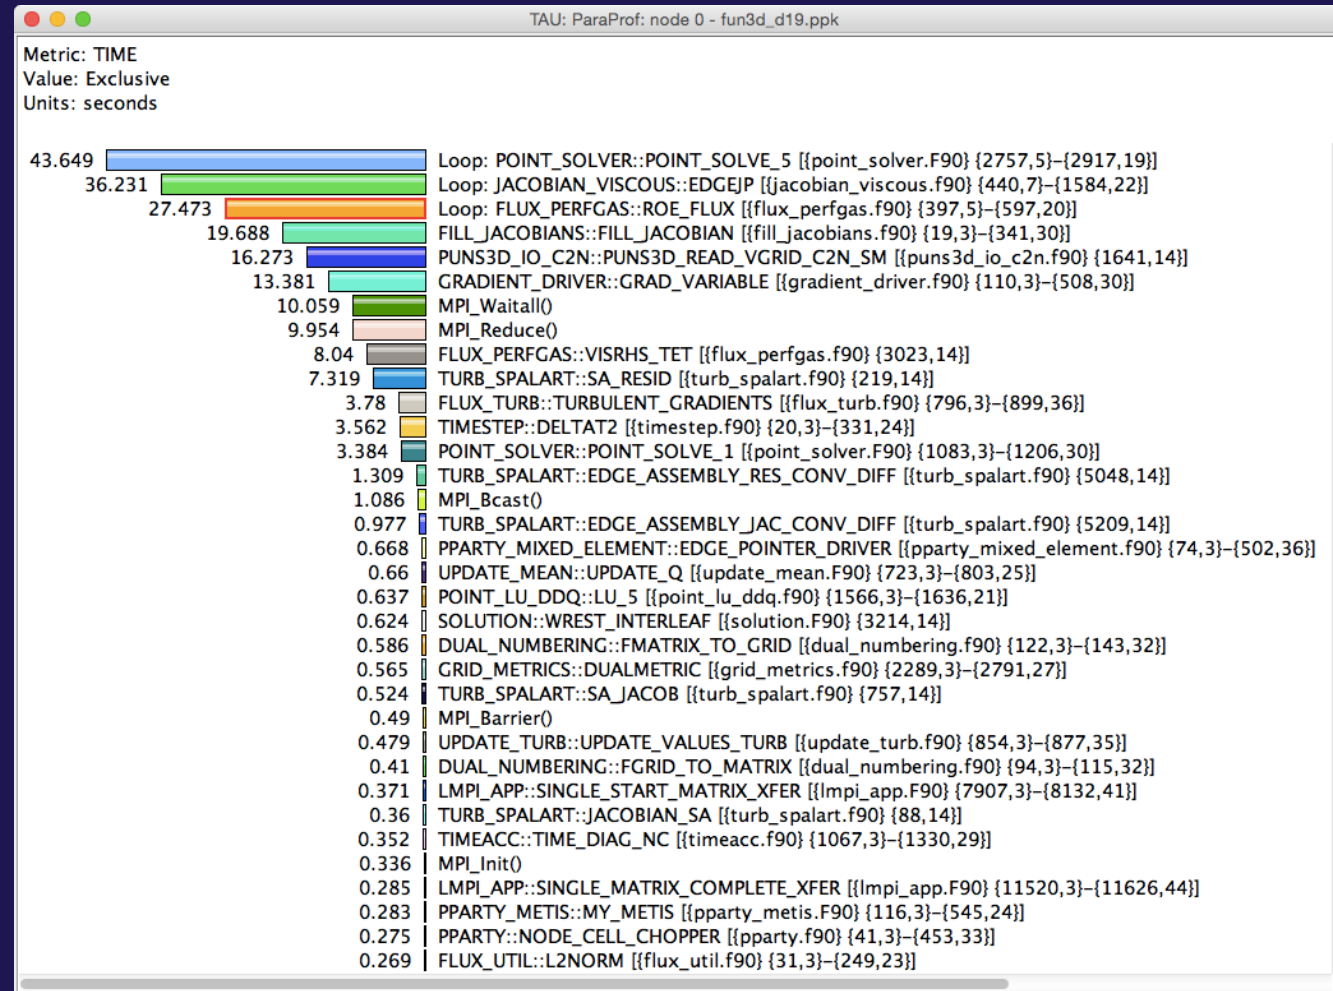 TAU: ParaProf: node 0 - fun3d_d19.ppk
Metric: TIME
Value: Exclusive
Units: seconds
43.649 Loop: POINT_SOLVER::POINT_SOLVE_5 [{point_solver.F90} {2757,5}-{2917,19}]
36.231 Loop: JACOBIAN_VISCOUS::EDGEJP [{jacobian_viscous.f90} {440,7}-{1584,22}]
27.473 Loop: FLUX_PERFGAS::ROE_FLUX [{flux_perfgas.f90} {397,5}-{597,20}]
19.688 FILL_JACOBIANS::FILL_JACOBIAN [{fill_jacobians.f90} {19,3}-{341,30}]
16.273 PUNS3D_IO_C2N::PUNS3D_READ_VGRID_C2N_SM [{puns3d_io_c2n.f90} {1641,14}]
13.381 GRADIENT_DRIVER::GRAD_VARIABLE [{gradient_driver.f90} {110,3}-{508,30}]
10.059 MPI_Waitall()
9.954 MPI_Reduce()
8.04 FLUX_PERFGAS::VISRHS_TET [{flux_perfgas.f90} {3023,14}]
7.319 TURB_SPALART::SA_RESID [{turb_spalart.f90} {219,14}]
3.78 FLUX_TURB::TURBULENT_GRADIENTS [{flux_turb.f90} {796,3}-{899,36}]
3.562 TIMESTEP::DELTAT2 [{timestep.f90} {20,3}-{331,24}]
3.384 POINT_SOLVER::POINT_SOLVE_1 [{point_solver.F90} {1083,3}-{1206,30}]
1.309 TURB_SPALART::EDGE_ASSEMBLY_RES_CONV_DIFF [{turb_spalart.f90} {5048,14}]
1.086 MPI_Bcast()
0.977 TURB_SPALART::EDGE_ASSEMBLY_JAC_CONV_DIFF [{turb_spalart.f90} {5209,14}]
0.668 PPARTY_MIXED_ELEMENT::EDGE_POINTER_DRIVER [{pparty_mixed_element.f90} {74,3}-{502,36}]
0.66 UPDATE_MEAN::UPDATE_Q [{update_mean.F90} {723,3}-{803,25}]
0.637 POINT_LU_DDQ::LU_5 [{point_lu_ddq.f90} {1566,3}-{1636,21}]
0.624 SOLUTION::WREST_INTERLEAF [{solution.F90} {3214,14}]
0.586 DUAL_NUMBERING::FMATRIX_TO_GRID [{dual_numbering.f90} {122,3}-{143,32}]
0.565 GRID_METRICS::DUALMETRIC [{grid_metrics.f90} {2289,3}-{2791,27}]
0.524 TURB_SPALART::SA_JACOB [{turb_spalart.f90} {757,14}]
0.49 MPI_Barrier()
0.479 UPDATE_TURB::UPDATE_VALUES_TURB [{update_turb.f90} {854,3}-{877,35}]
0.41 DUAL_NUMBERING::FGRID_TO_MATRIX [{dual_numbering.f90} {94,3}-{115,32}]
0.371 LMPI_APP::SINGLE_START_MATRIX_XFER [{lmpi_app.F90} {7907,3}-{8132,41}]
0.36 TURB_SPALART::JACOBIAN_SA [{turb_spalart.f90} {88,14}]
0.352 TIMEACC::TIME_DIAG_NC [{timeacc.f90} {1067,3}-{1330,29}]
0.336 MPI_Init()
0.285 LMPI_APP::SINGLE_MATRIX_COMPLETE_XFER [{lmpi_app.F90} {11520,3}-{11626,44}]
0.283 PPARTY_METIS::MY_METIS [{pparty_metis.F90} {116,3}-{545,24}]
0.275 PPARTY::NODE_CELL_CHOPPER [{pparty.f90} {41,3}-{453,33}]
0.269 FLUX_UTIL::L2NORM [{flux_util.f90} {31,3}-{249,23}]